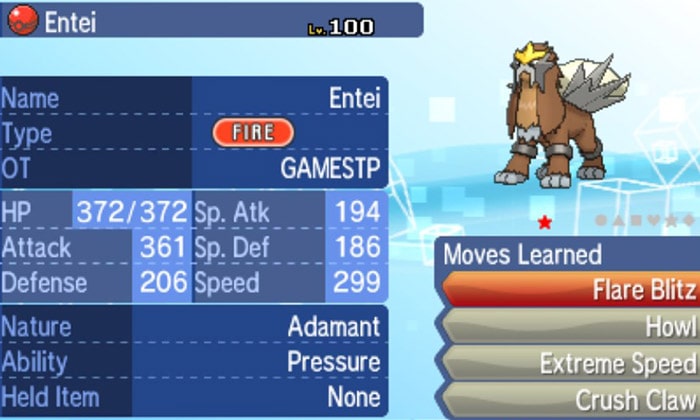 Entei
Lv.100
Name Entei
Type FIRE
OT GAMESTP
HP 372/372 Sp. Atk 194
Attack 361 Sp. Def 186
Defense 206 Speed 299
Nature Adamant
Ability Pressure
Held Item None
Moves Learned
Flare Blitz
Howl
Extreme Speed
Crush Claw